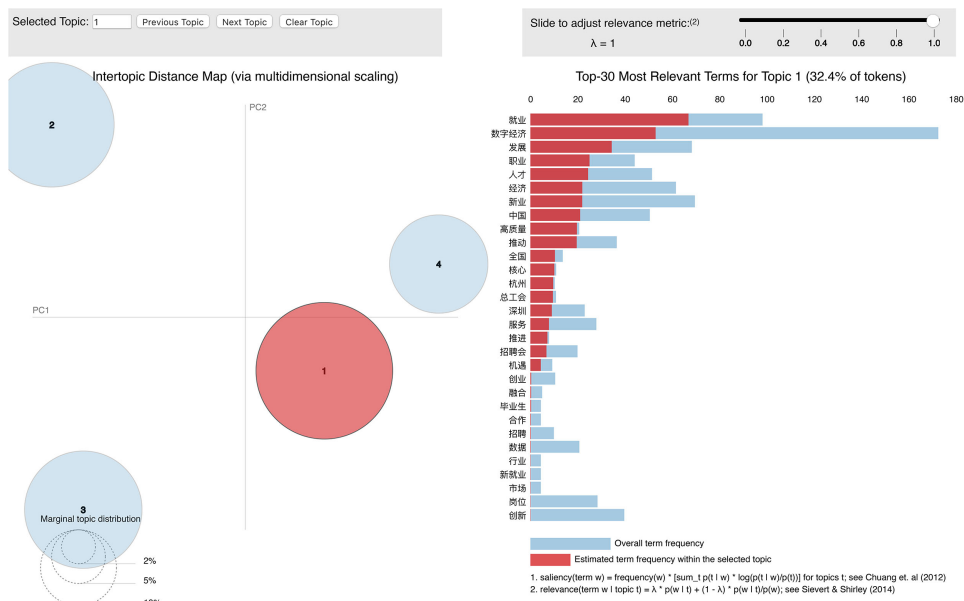 Selected Topic: 1 Previous Topic Next Topic Clear Topic
Slide to adjust relevance metric:(2)
λ = 1
0.0 0.2 0.4 0.6 0.8 1.0
Intertopic Distance Map (via multidimensional scaling)
PC2
PC1
2
4
1
3
Marginal topic distribution
2%
5%
Top-30 Most Relevant Terms for Topic 1 (32.4% of tokens)
0 20 40 60 80 100 120 140 160 180
就业
数字经济
发展
职业
人才
经济
新业
中国
高质量
推动
全国
核心
杭州
总工会
深圳
服务
推进
招聘会
机遇
创业
融合
毕业生
合作
招聘
数据
行业
新就业
市场
岗位
创新
Overall term frequency
Estimated term frequency within the selected topic
1. saliency(term w) = frequency(w) * [sum_t p(t | w) * log(p(t | w)/p(t))] for topics t; see Chuang et. al (2012)
2. relevance(term w | topic t) = λ * p(w | t) + (1 - λ) * p(w | t)/p(w); see Sievert & Shirley (2014)